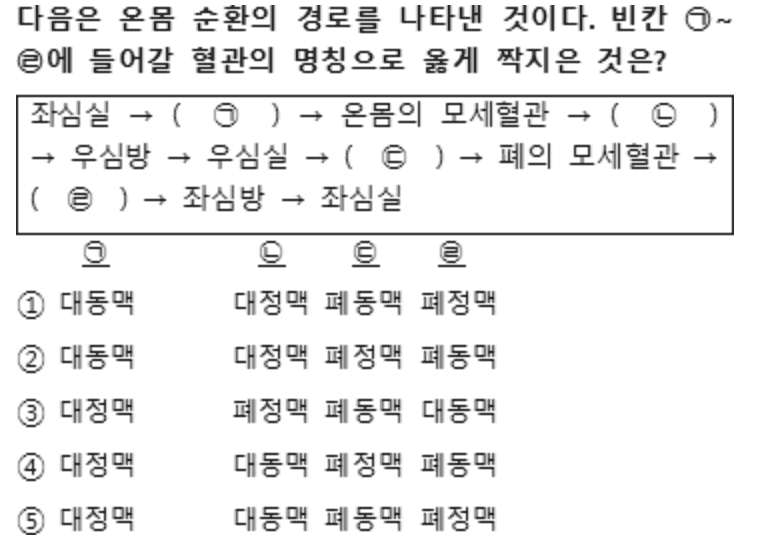 다음은 온몸 순환의 경로를 나타낸 것이다. 빈칸 ㉠~
㉣에 들어갈 혈관의 명칭으로 옳게 짝지은 것은?
좌심실 → ( ㉠ ) → 온몸의 모세혈관 → ( ㉡ )
→ 우심방 → 우심실 → ( ㉢ ) → 폐의 모세혈관 →
( ㉣ ) → 좌심방 → 좌심실
㉠ ㉡ ㉢ ㉣
① 대동맥 대정맥 폐동맥 폐정맥
② 대동맥 대정맥 폐정맥 폐동맥
③ 대정맥 폐정맥 폐동맥 대동맥
④ 대정맥 대동맥 폐정맥 폐동맥
⑤ 대정맥 대동맥 폐동맥 폐정맥